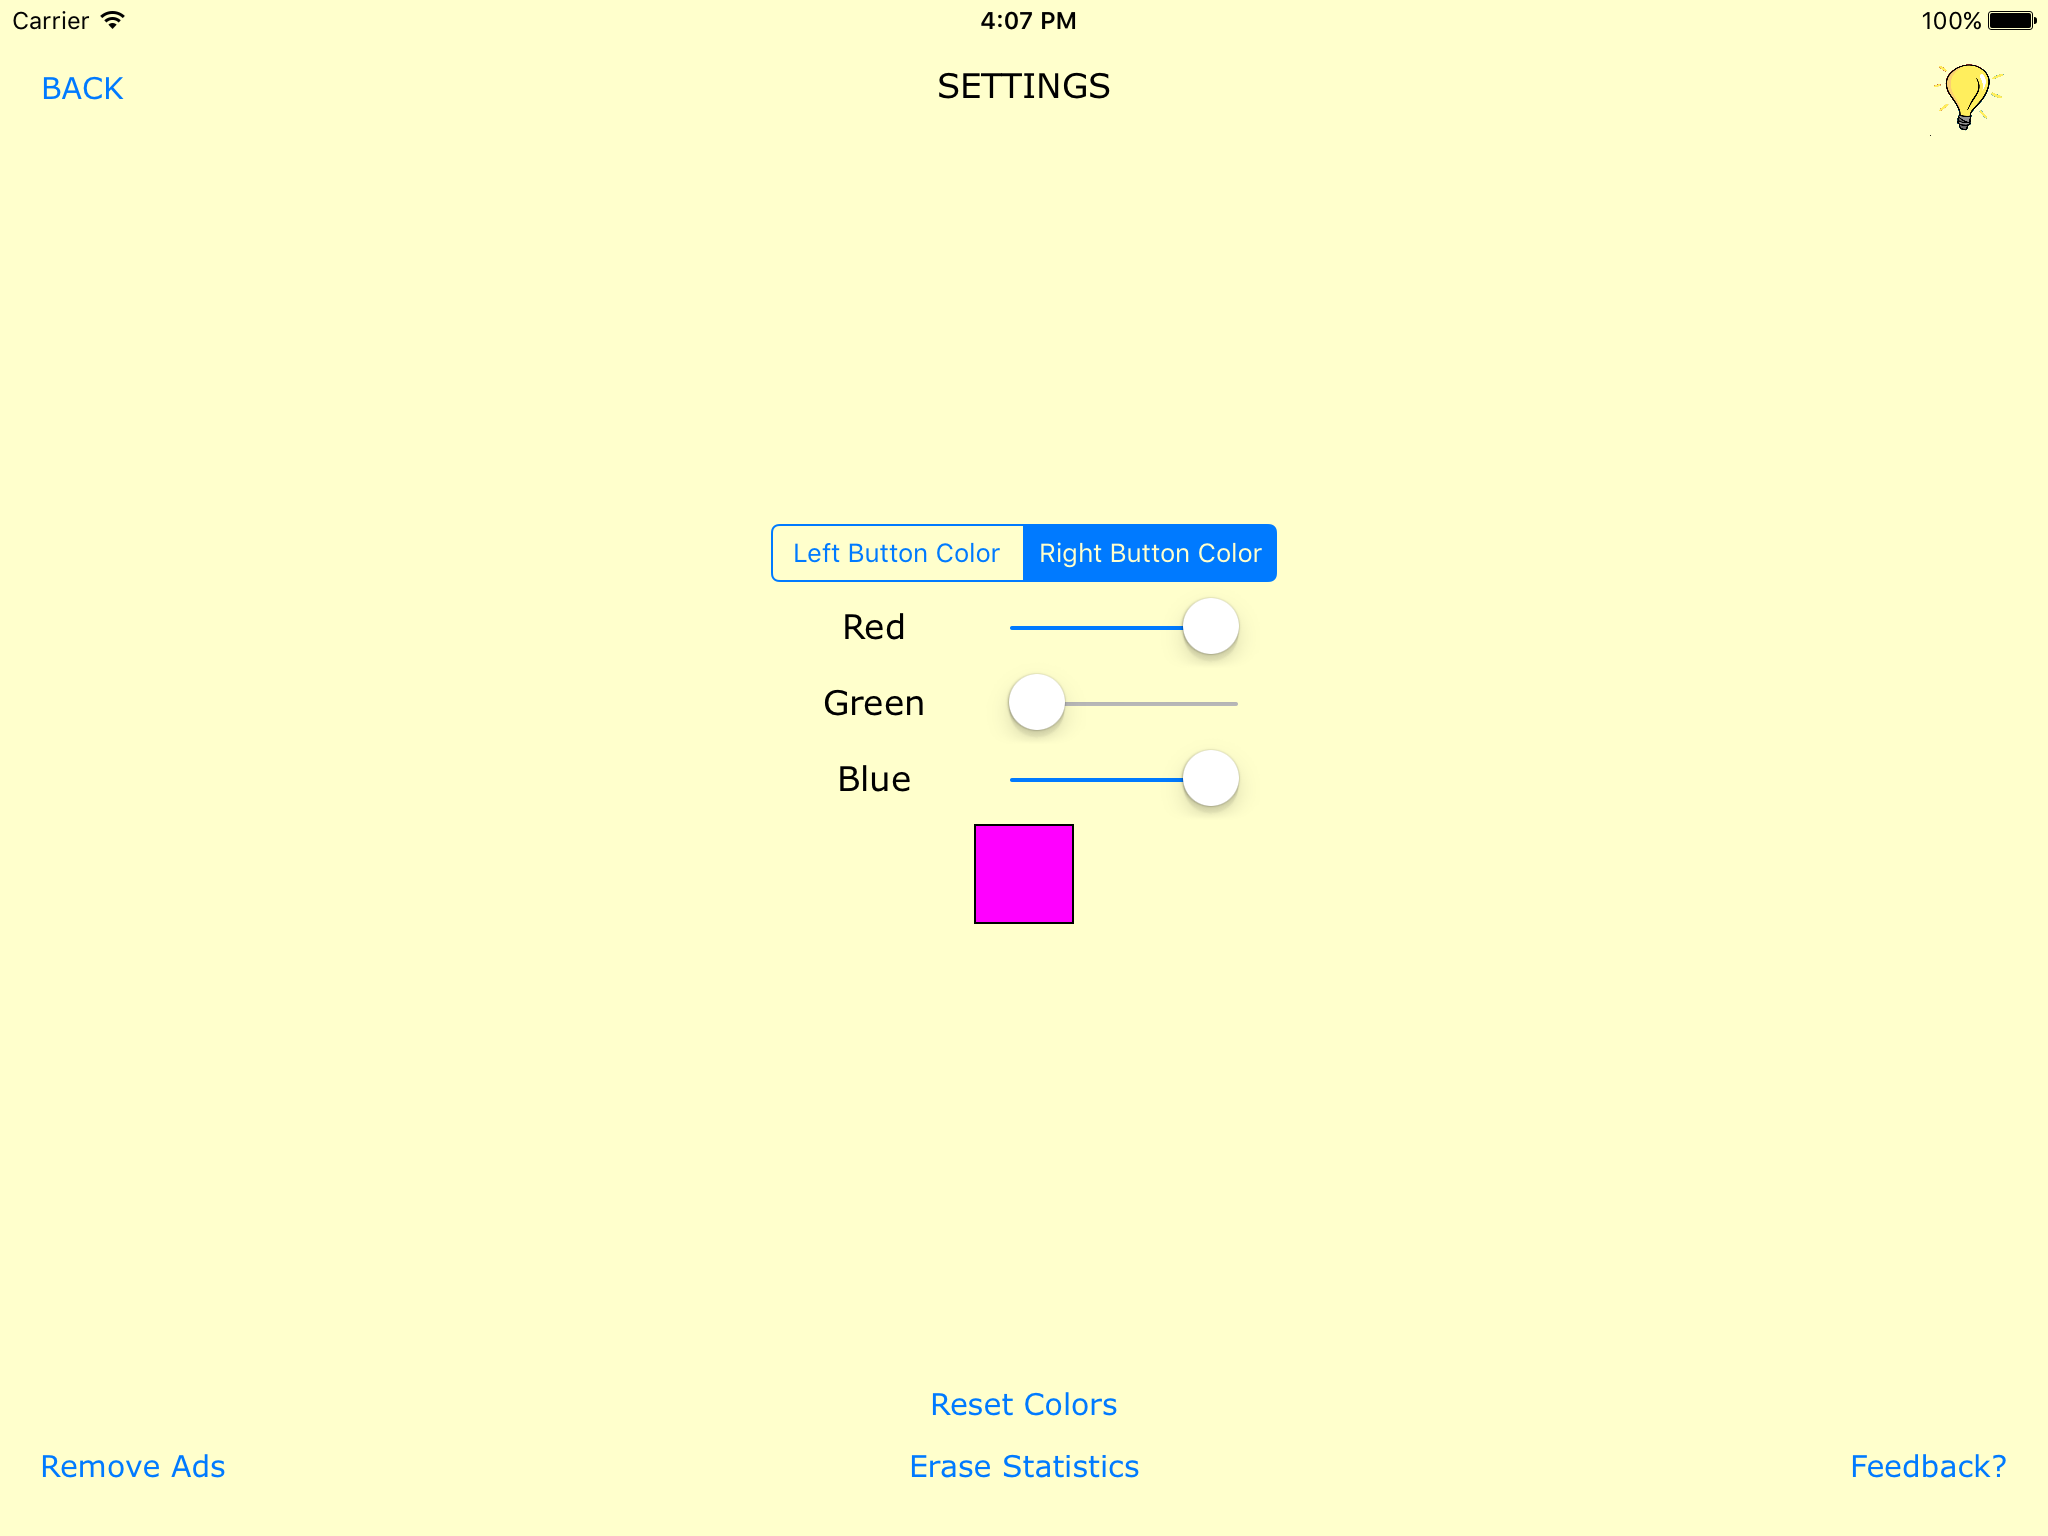 Carrier 4:07 PM 100%
BACK SETTINGS
Left Button Color Right Button Color
Red
Green
Blue
Reset Colors
Remove Ads Erase Statistics Feedback?